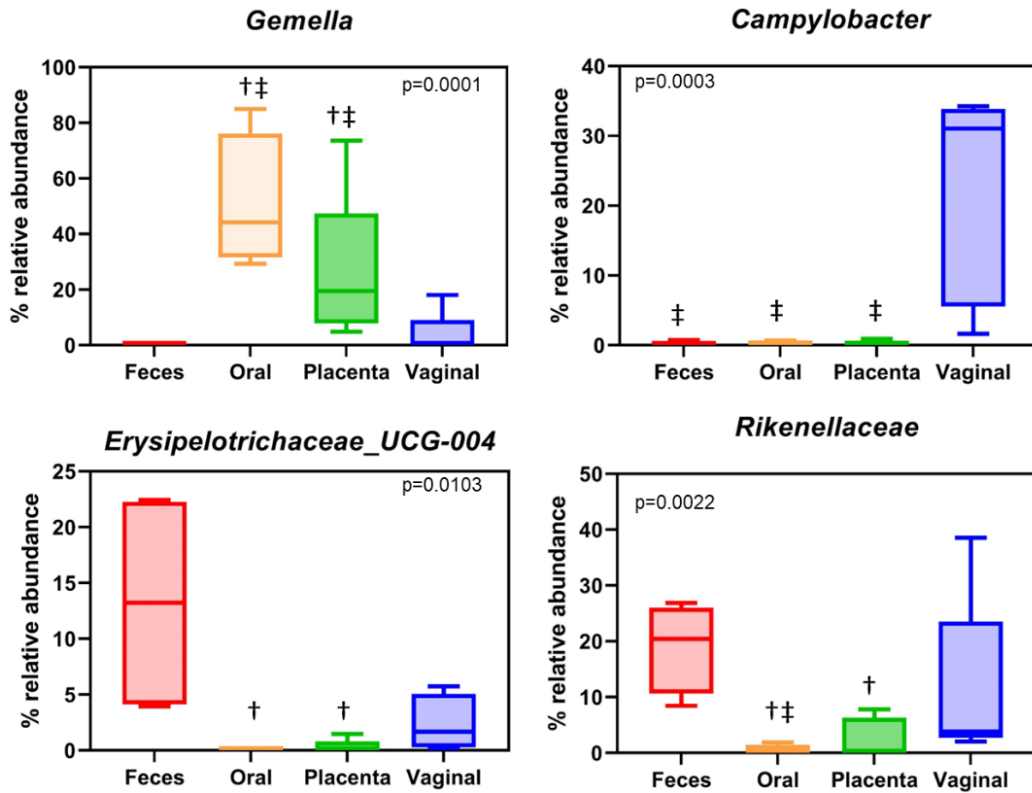 Gemella
% relative abundance
100
80
60
40
20
0
†‡
†‡
p=0.0001
Feces Oral Placenta Vaginal
Campylobacter
% relative abundance
40
30
20
10
0
p=0.0003
‡ ‡ ‡
Feces Oral Placenta Vaginal
Erysipelotrichaceae_UCG-004
% relative abundance
25
20
15
10
5
0
p=0.0103
† †
Feces Oral Placenta Vaginal
Rikenellaceae
% relative abundance
50
40
30
20
10
0
p=0.0022
†‡
†
Feces Oral Placenta Vaginal